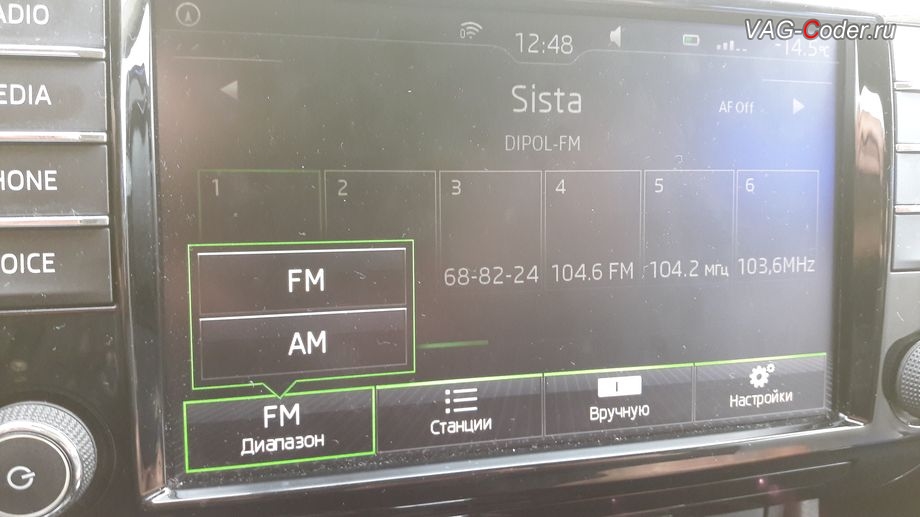 VAG-Coder.ru
ADIO
EDIA
HONE
OICE
12:48
-14.5°C
Sista
AF Off
DIPOL-FM
1
2
3
4
5
6
68-82-24
104.6 FM
104.2 мгц
103,6MHz
FM
AM
FM
Диапазон
Станции
Вручную
Настройки